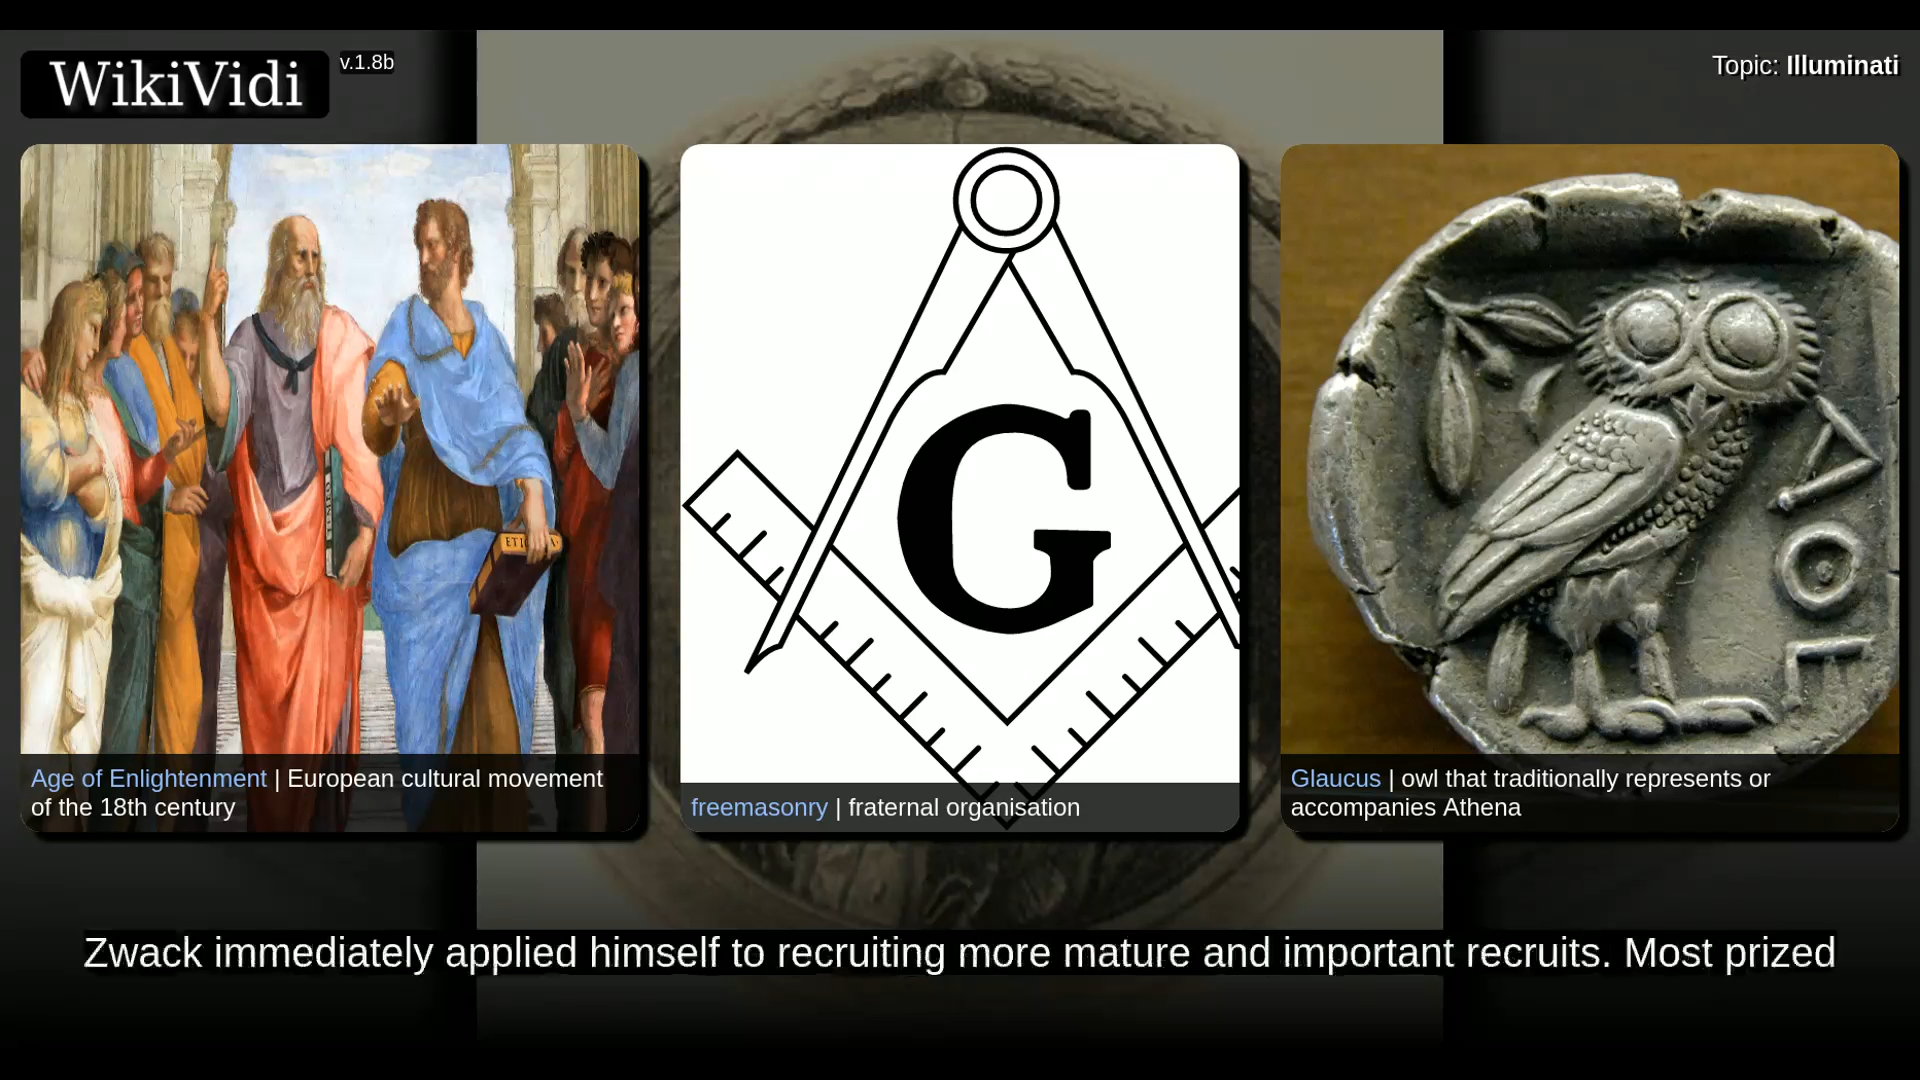 WikiVidi
v.1.8b
Topic: Illuminati
ETIC
G
ΑΘΕ
Age of Enlightenment | European cultural movement
of the 18th century
freemasonry | fraternal organisation
Glaucus | owl that traditionally represents or
accompanies Athena
Zwack immediately applied himself to recruiting more mature and important recruits. Most prized